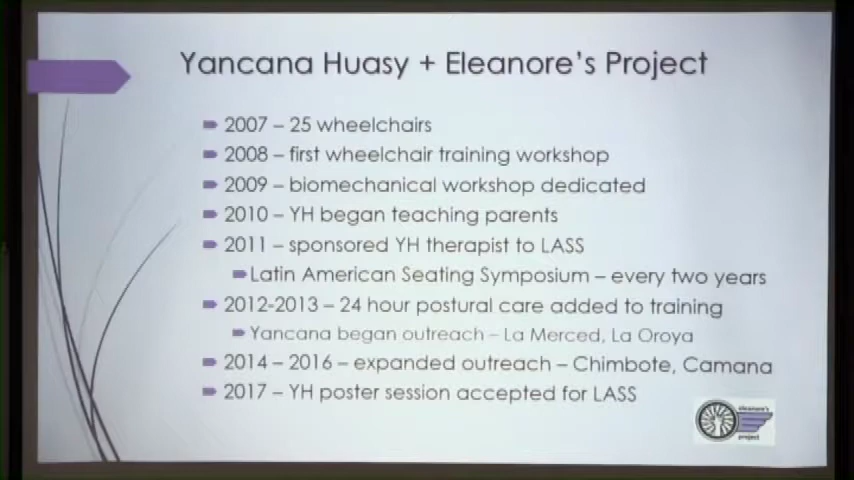 Yancana Huasy + Eleanore's Project
2007 – 25 wheelchairs
2008 – first wheelchair training workshop
2009 – biomechanical workshop dedicated
2010 – YH began teaching parents
2011 – sponsored YH therapist to LASS
Latin American Seating Symposium – every two years
2012-2013 – 24 hour postural care added to training
Yancana began outreach – La Merced, La Oroya
2014 – 2016 – expanded outreach – Chimbote, Camana
2017 – YH poster session accepted for LASS
eleanore's
project